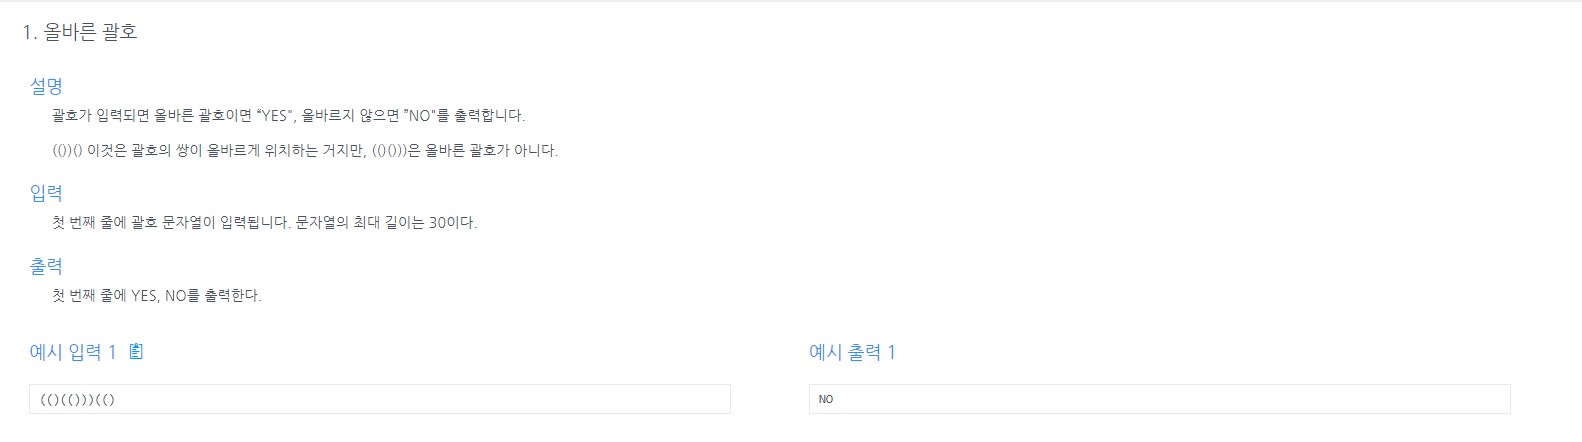 1. 올바른 괄호
설명
괄호가 입력되면 올바른 괄호이면 “YES", 올바르지 않으면 ”NO"를 출력합니다.
(())() 이것은 괄호의 쌍이 올바르게 위치하는 거지만, (()()))은 올바른 괄호가 아니다.
입력
첫 번째 줄에 괄호 문자열이 입력됩니다. 문자열의 최대 길이는 30이다.
출력
첫 번째 줄에 YES, NO를 출력한다.
예시 입력 1
예시 출력 1
(()(()))(()
NO